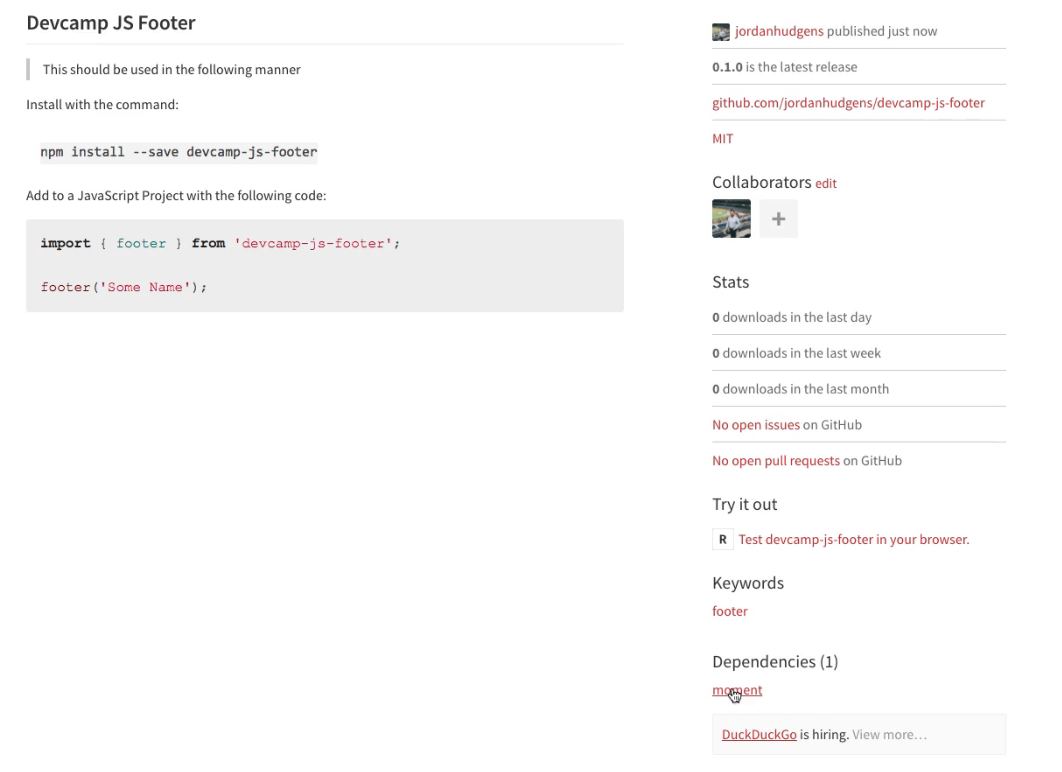 Devcamp JS Footer
This should be used in the following manner
Install with the command:
npm install --save devcamp-js-footer
Add to a JavaScript Project with the following code:
import { footer } from 'devcamp-js-footer';
footer('Some Name');
jordanhudgens published just now
0.1.0 is the latest release
github.com/jordanhudgens/devcamp-js-footer
MIT
Collaborators edit
+
Stats
0 downloads in the last day
0 downloads in the last week
0 downloads in the last month
No open issues on GitHub
No open pull requests on GitHub
Try it out
R Test devcamp-js-footer in your browser.
Keywords
footer
Dependencies (1)
moment
DuckDuckGo is hiring. View more…